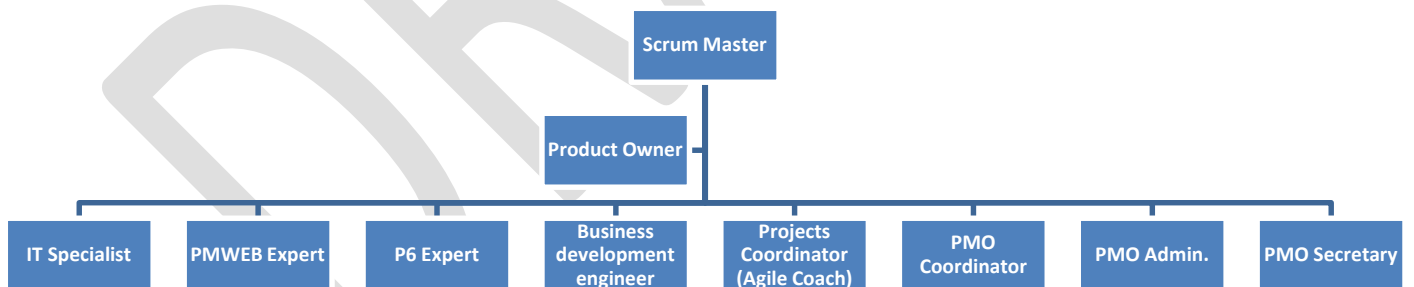 Scrum Master
Product Owner
IT Specialist
PMWEB Expert
P6 Expert
Business
development
engineer
Projects
Coordinator
(Agile Coach)
PMO
Coordinator
PMO Admin.
PMO Secretary